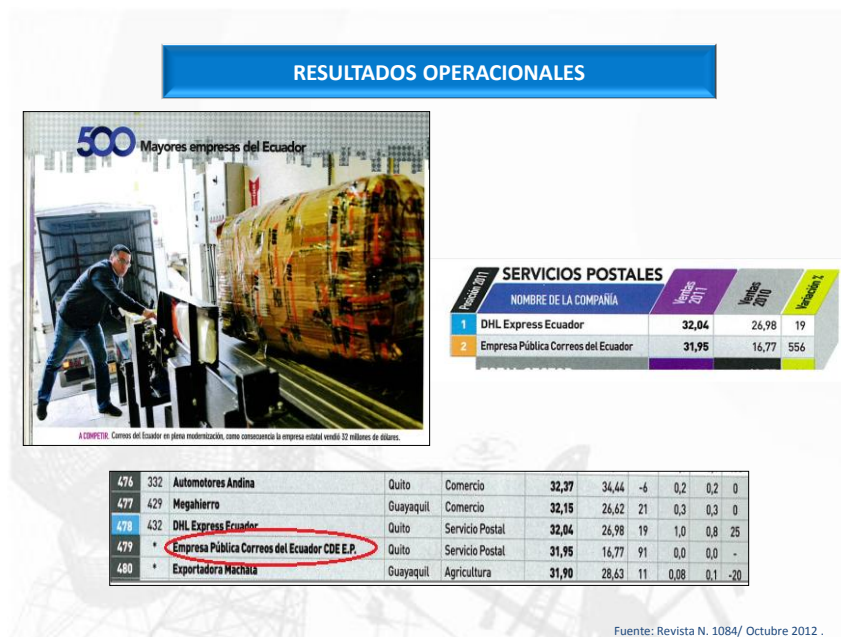 RESULTADOS OPERACIONALES
500 Mayores empresas del Ecuador
A COMPETIR. Correos del Ecuador en plena modernización, como consecuencia la empresa estatal vendió 32 millones de dólares.
SERVICIOS POSTALES
Posición 2011 NOMBRE DE LA COMPAÑÍA Ventas 2011 Ventas 2010 Variación %
1 DHL Express Ecuador 32,04 26,98 19
2 Empresa Pública Correos del Ecuador 31,95 16,77 556
476 332 Automotores Andina Quito Comercio 32,37 34,44 -6 0,2 0,2 0
477 429 Megahierro Guayaquil Comercio 32,15 26,62 21 0,3 0,3 0
478 432 DHL Express Ecuador Quito Servicio Postal 32,04 26,98 19 1,0 0,8 25
479 * Empresa Pública Correos del Ecuador CDE E.P. Quito Servicio Postal 31,95 16,77 91 0,0 0,0 -
480 * Exportadora Machala Guayaquil Agricultura 31,90 28,63 11 0,08 0,1 -20
Fuente: Revista N. 1084/ Octubre 2012 .